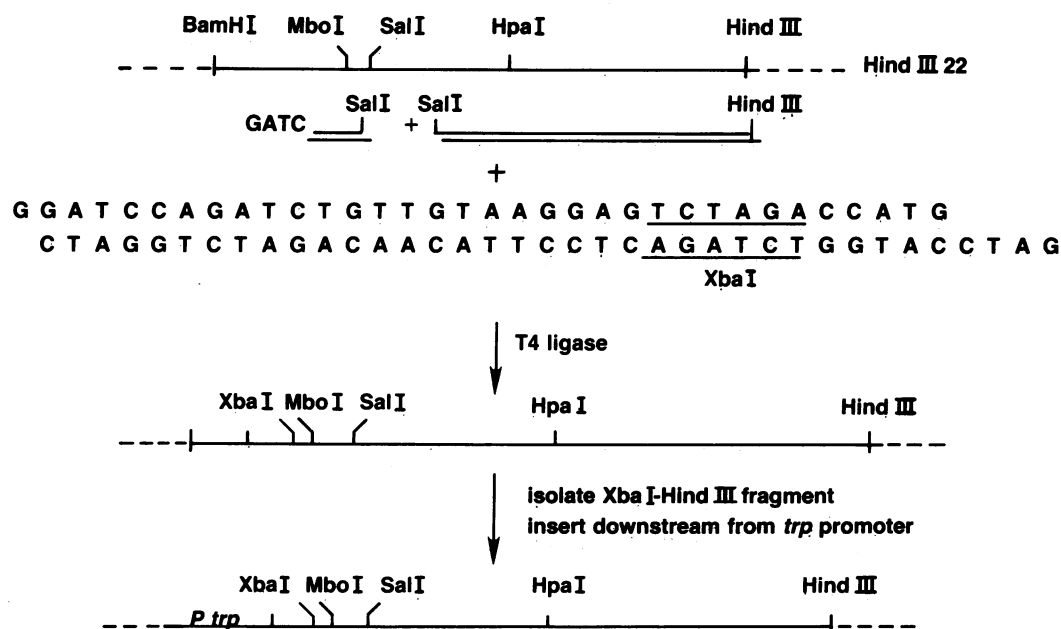 BamHI MboI SalI HpaI Hind III
Hind III 22
SalI SalI Hind III
GATC +
+
G G A T C C A G A T C T G T T G T A A G G A G T C T A G A C C A T G
C T A G G T C T A G A C A A C A T T C C T C A G A T C T G G T A C C T A G
XbaI
T4 ligase
XbaI MboI SalI HpaI Hind III
isolate XbaI-Hind III fragment
insert downstream from trp promoter
XbaI MboI SalI HpaI Hind III
P trp